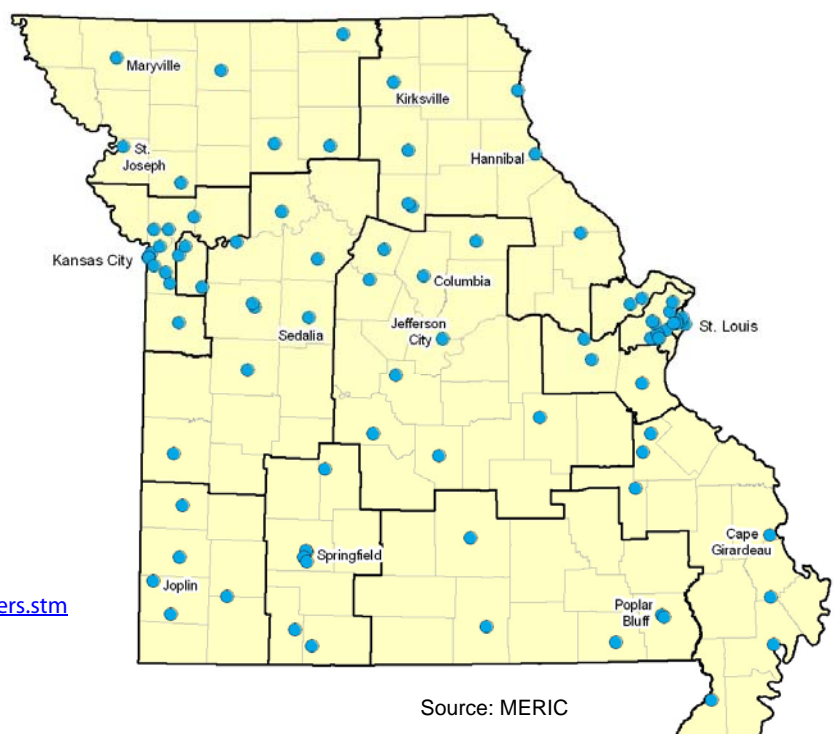 Maryville
Kirksville
St.
Joseph
Hannibal
Kansas City
Columbia
Jefferson
City
St. Louis
Sedalia
Springfield
Cape
Girardeau
Joplin
ers.stm
Poplar
Bluff
Source: MERIC